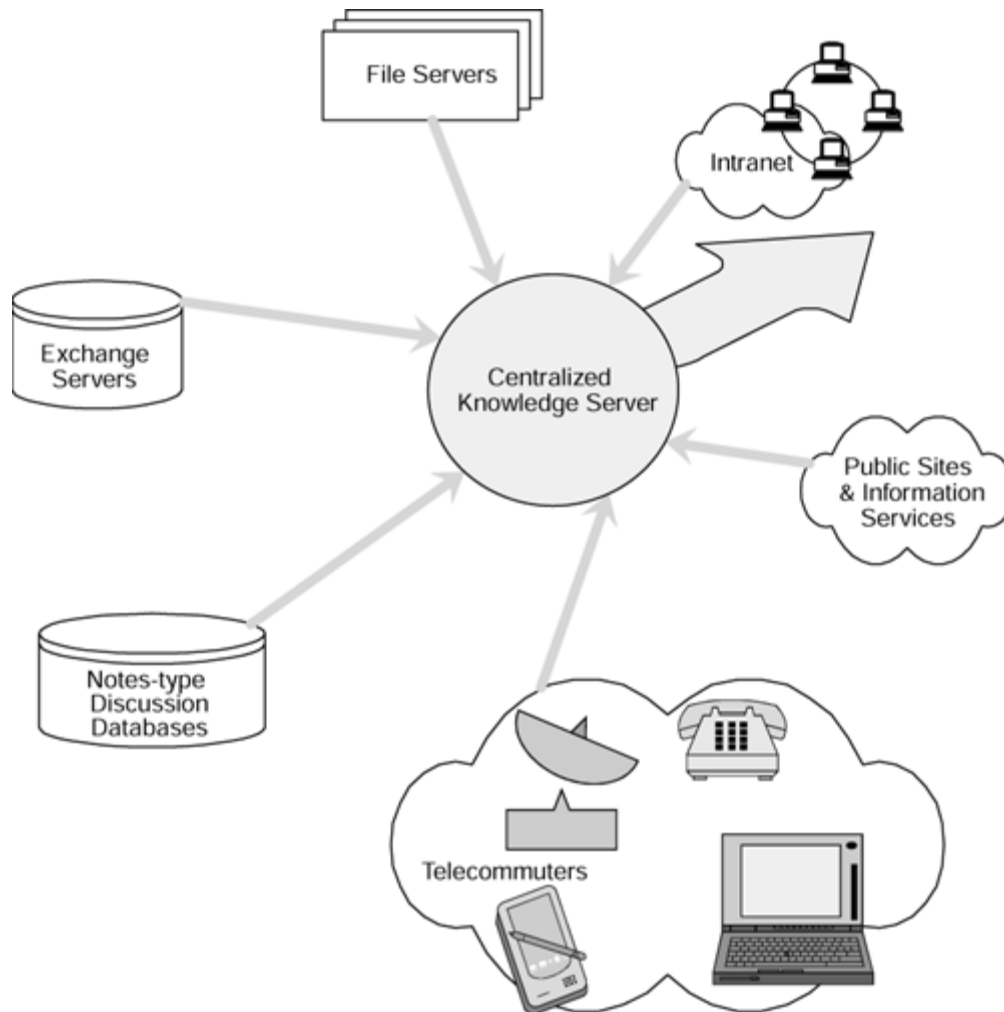 File Servers
Intranet
Exchange
Servers
Centralized
Knowledge Server
Public Sites
& Information
Services
Notes-type
Discussion
Databases
Telecommuters